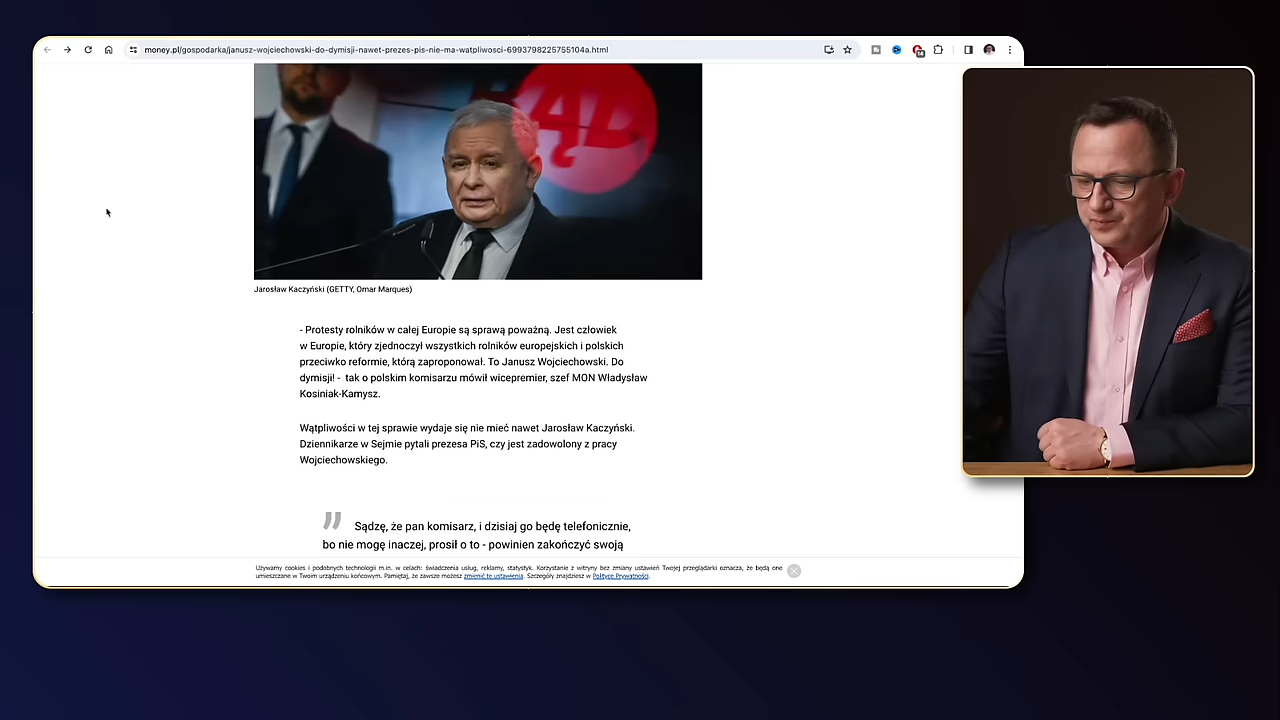 money.pl/gospodarka/janusz-wojciechowski-do-dymisji-nawet-prezes-pis-nie-ma-watpliwosci-6993798225755104a.html
ĄD
Jarosław Kaczyński (GETTY, Omar Marques)
- Protesty rolników w całej Europie są sprawą poważną. Jest człowiek
w Europie, który zjednoczył wszystkich rolników europejskich i polskich
przeciwko reformie, którą zaproponował. To Janusz Wojciechowski. Do
dymisji! - tak o polskim komisarzu mówił wicepremier, szef MON Władysław
Kosiniak-Kamysz.
Wątpliwości w tej sprawie wydaje się nie mieć nawet Jarosław Kaczyński.
Dziennikarze w Sejmie pytali prezesa PiS, czy jest zadowolony z pracy
Wojciechowskiego.
" Sądzę, że pan komisarz, i dzisiaj go będę telefonicznie,
bo nie mogę inaczej, prosił o to - powinien zakończyć swoją
Używamy cookies i podobnych technologii m.in. w celach: świadczenia usług, reklamy, statystyk. Korzystanie z witryny bez zmiany ustawień Twojej przeglądarki oznacza, że będą one
umieszczane w Twoim urządzeniu końcowym. Pamiętaj, że zawsze możesz zmienić te ustawienia. Szczegóły znajdziesz w Polityce Prywatności.